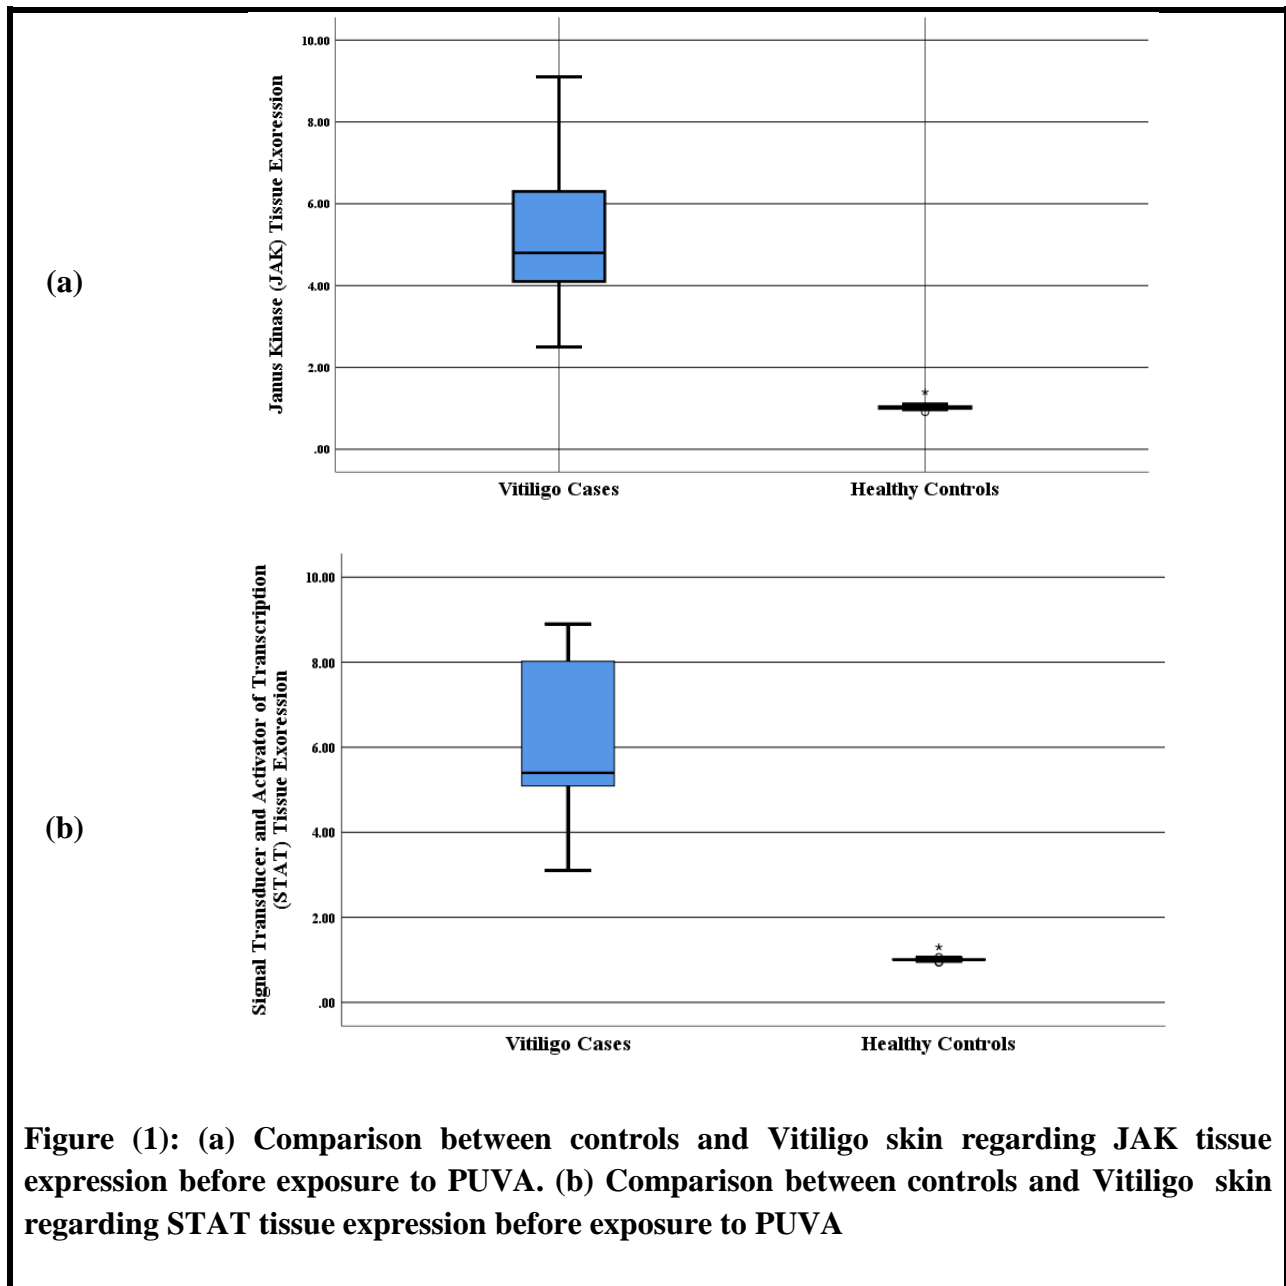 (a)
Janus Kinase (JAK) Tissue Exoression
10.00
8.00
6.00
4.00
2.00
.00
Vitiligo Cases
Healthy Controls
(b)
Signal Transducer and Activator of Transcription
(STAT) Tissue Exoression
10.00
8.00
6.00
4.00
2.00
.00
Vitiligo Cases
Healthy Controls
Figure (1): (a) Comparison between controls and Vitiligo skin regarding JAK tissue
expression before exposure to PUVA. (b) Comparison between controls and Vitiligo skin
regarding STAT tissue expression before exposure to PUVA